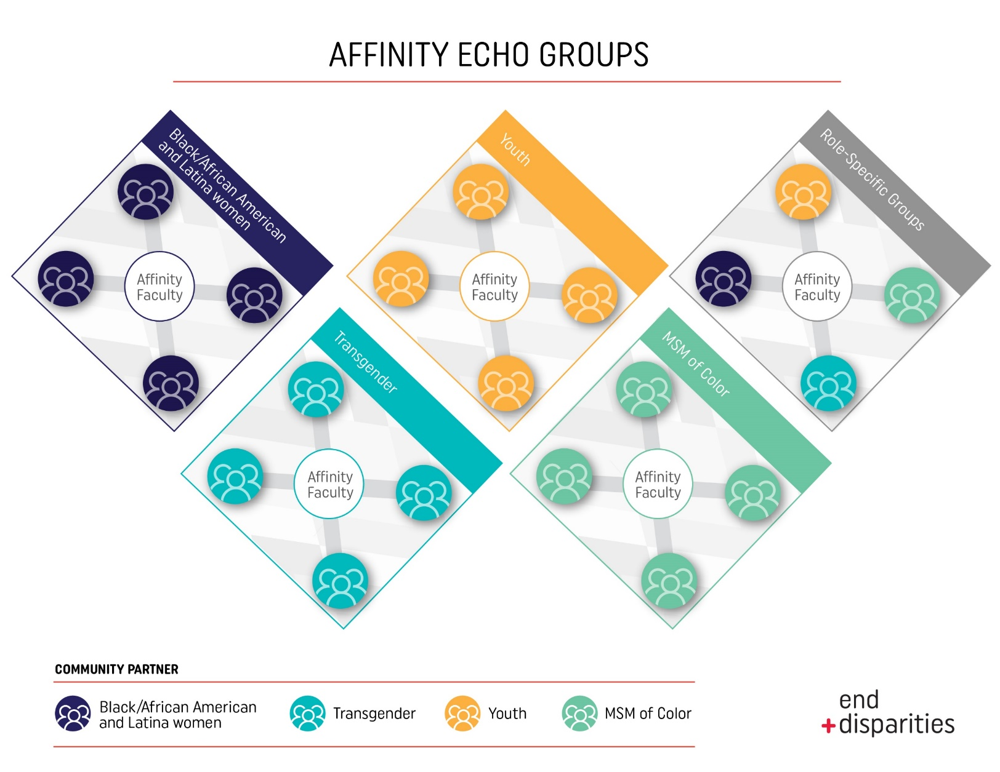 AFFINITY ECHO GROUPS
Black/African American
and Latina women
Affinity
Faculty
Youth
Affinity
Faculty
Role-Specific Groups
Affinity
Faculty
Transgender
Affinity
Faculty
MSM of Color
Affinity
Faculty
COMMUNITY PARTNER
Black/African American
and Latina women
Transgender
Youth
MSM of Color
end
+disparities